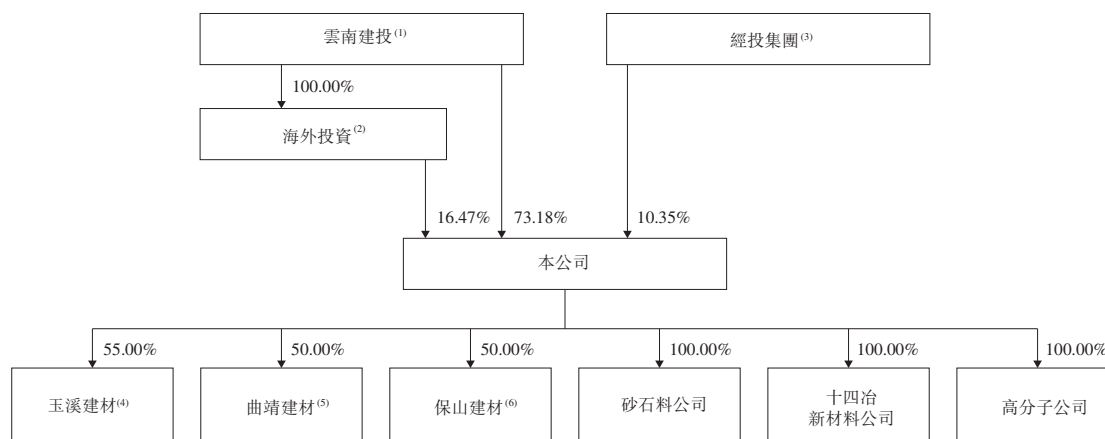 雲南建投(1)
經投集團(3)
100.00%
海外投資(2)
16.47%
73.18%
10.35%
本公司
55.00%
50.00%
50.00%
100.00%
100.00%
100.00%
玉溪建材(4)
曲靖建材(5)
保山建材(6)
砂石料公司
十四冶
新材料公司
高分子公司